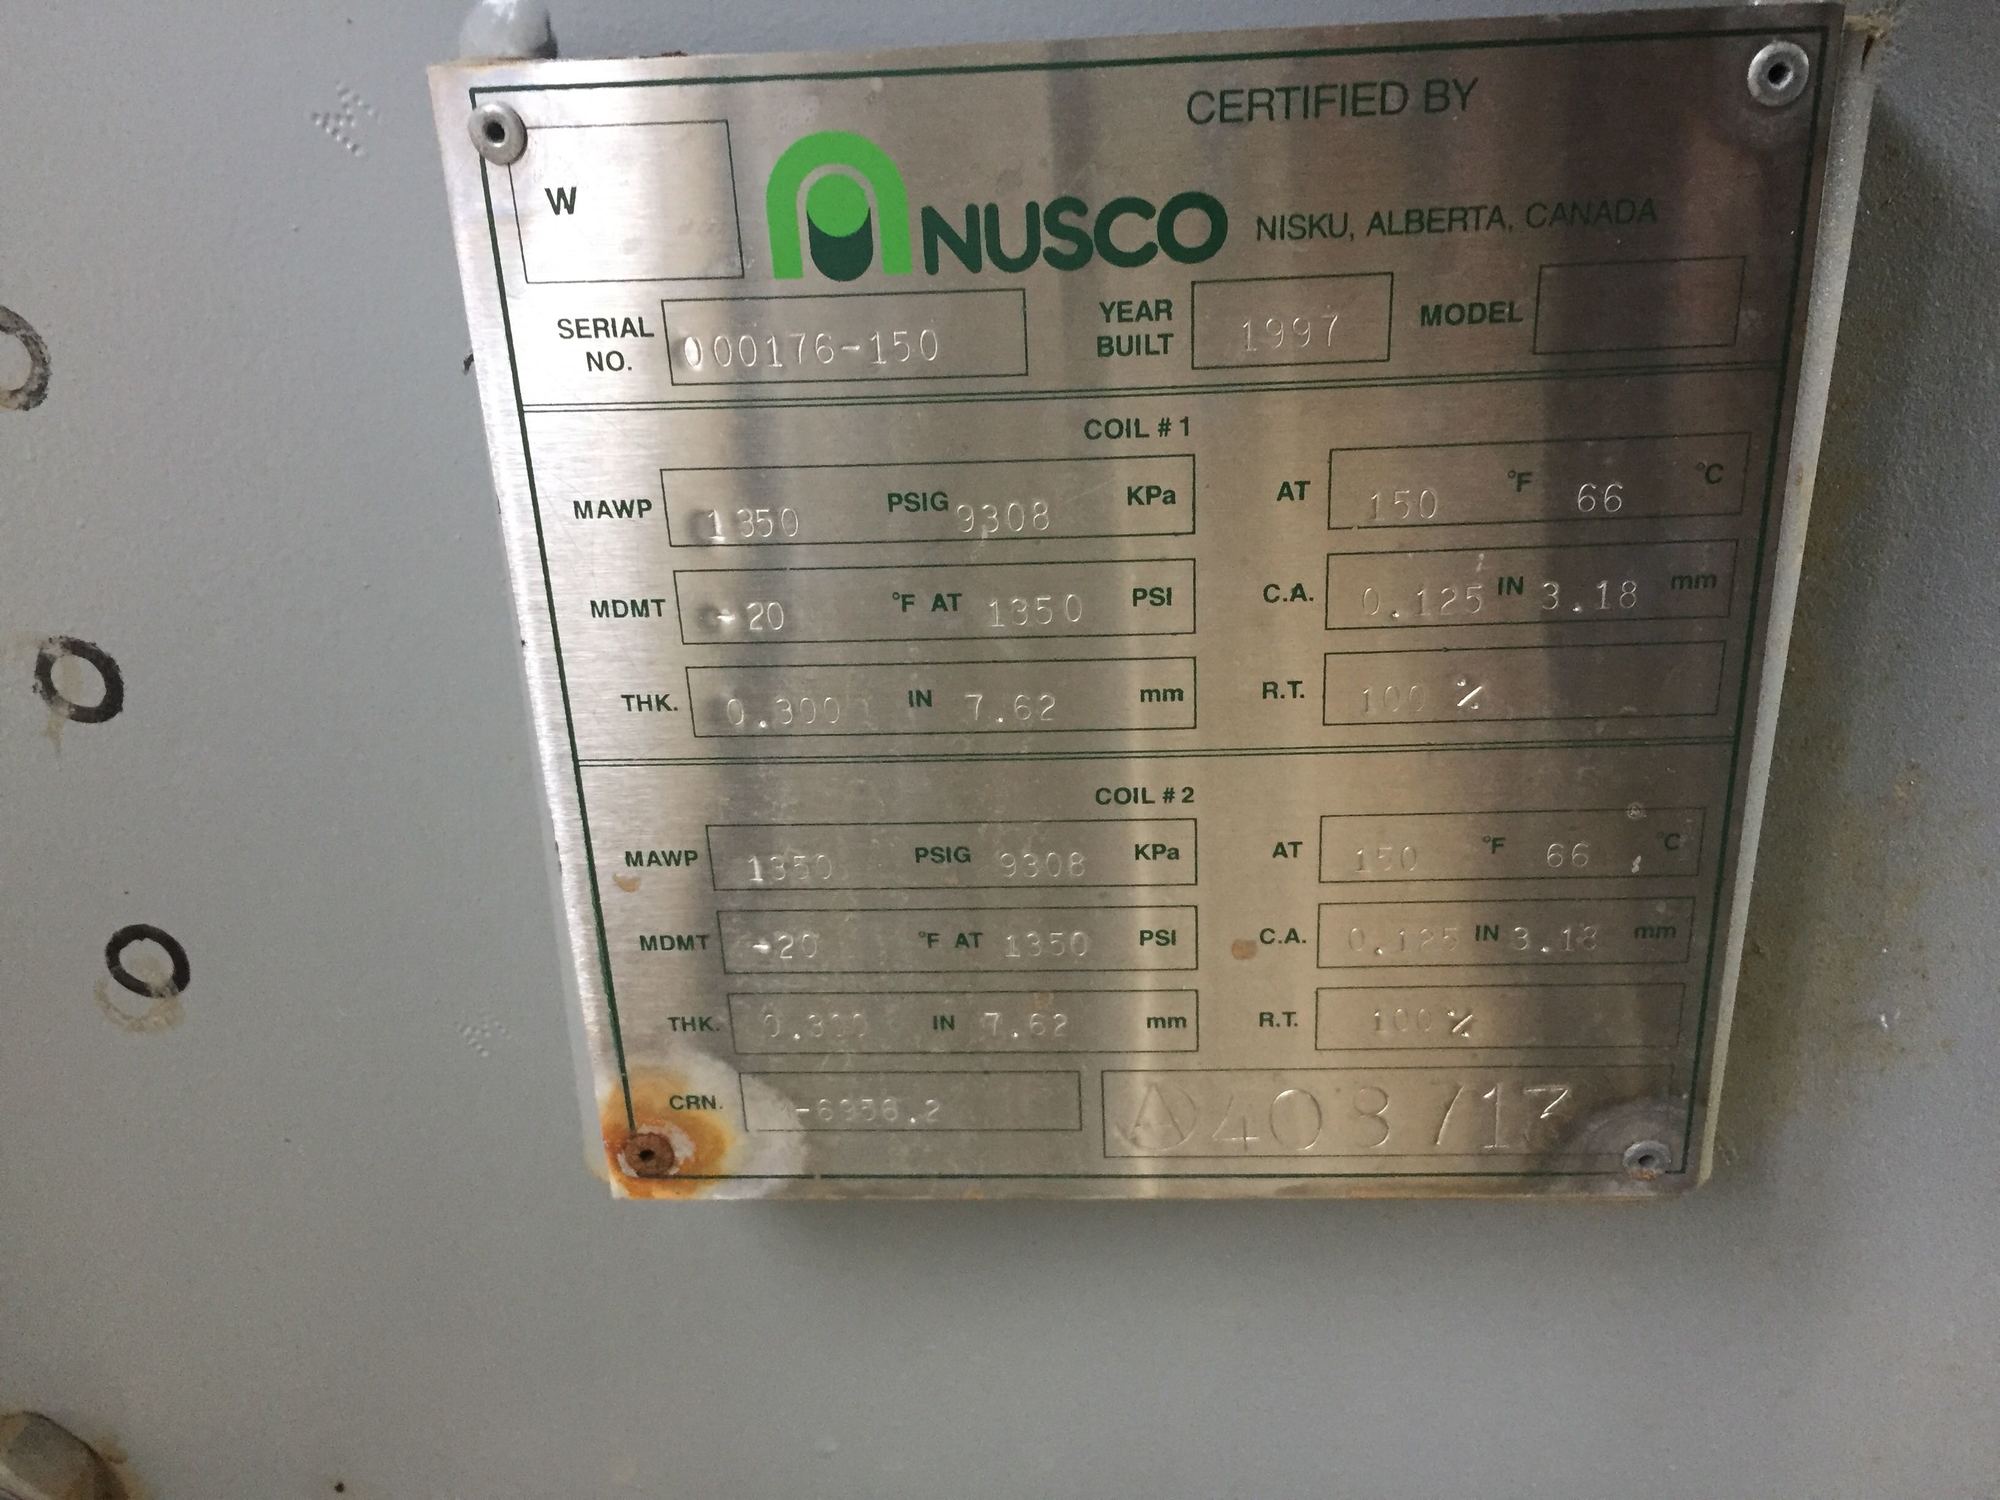 CERTIFIED BY
W
NUSCO NISKU, ALBERTA, CANADA
SERIAL NO. 000176-150 YEAR BUILT 1997 MODEL
COIL # 1
MAWP 1350 PSIG 9308 KPa AT 150 °F 66 °C
MDMT -20 °F AT 1350 PSI C.A. 0.125 IN 3.18 mm
THK. 0.300 IN 7.62 mm R.T. 100 %
COIL # 2
MAWP 1350 PSIG 9308 KPa AT 150 °F 66 °C
MDMT -20 °F AT 1350 PSI C.A. 0.125 IN 3.18 mm
THK. 0.300 IN 7.62 mm R.T. 100 %
CRN.